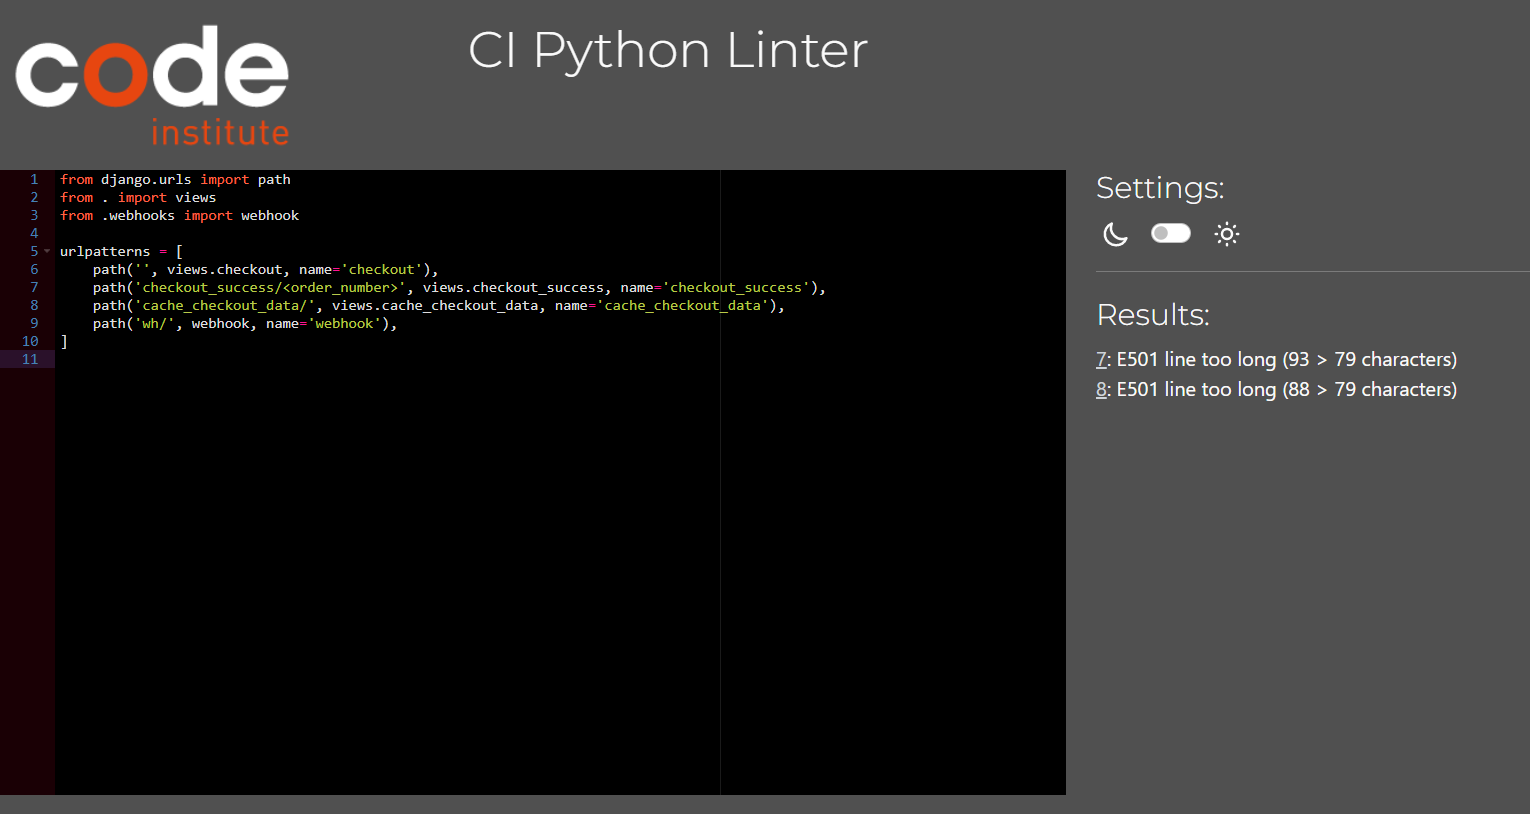 code
institute
CI Python Linter
1 from django.urls import path
2 from . import views
3 from .webhooks import webhook
4
5 urlpatterns = [
6     path('', views.checkout, name='checkout'),
7     path('checkout_success/<order_number>', views.checkout_success, name='checkout_success'),
8     path('cache_checkout_data/', views.cache_checkout_data, name='cache_checkout_data'),
9     path('wh/', webhook, name='webhook'),
10 ]
11
Settings:
Results:
7: E501 line too long (93 > 79 characters)
8: E501 line too long (88 > 79 characters)